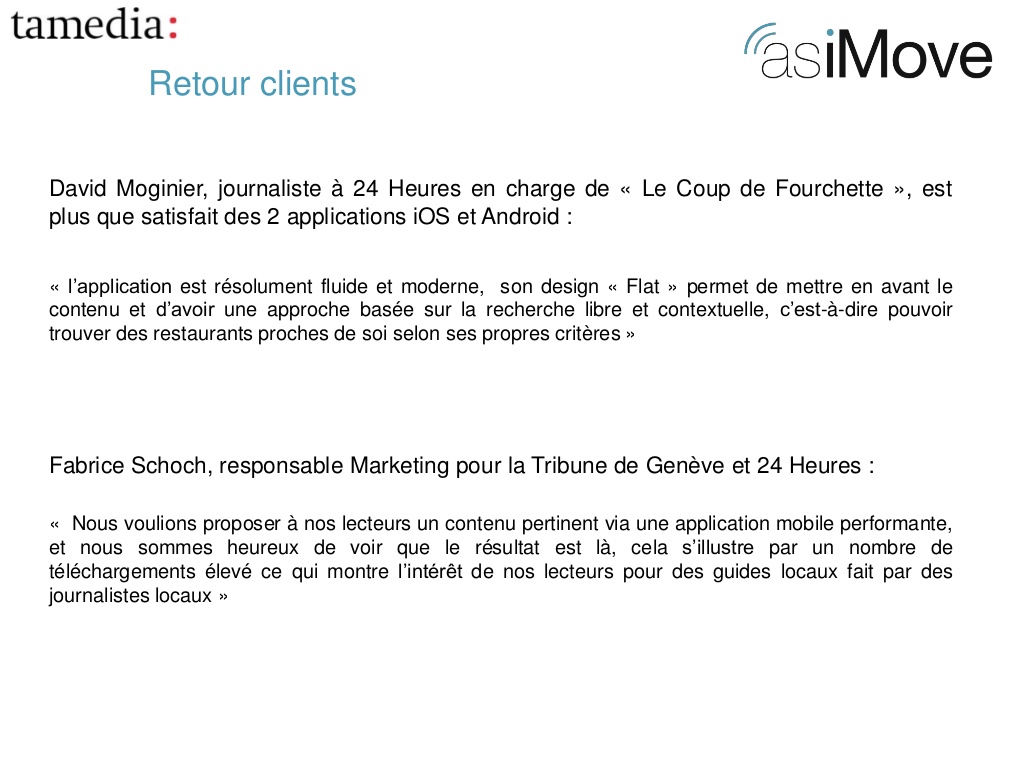 tamedia:
asiMove
Retour clients
David Moginier, journaliste à 24 Heures en charge de « Le Coup de Fourchette », est
plus que satisfait des 2 applications iOS et Android :
« l’application est résolument fluide et moderne, son design « Flat » permet de mettre en avant le
contenu et d’avoir une approche basée sur la recherche libre et contextuelle, c’est-à-dire pouvoir
trouver des restaurants proches de soi selon ses propres critères »
Fabrice Schoch, responsable Marketing pour la Tribune de Genève et 24 Heures :
« Nous voulions proposer à nos lecteurs un contenu pertinent via une application mobile performante,
et nous sommes heureux de voir que le résultat est là, cela s’illustre par un nombre de
téléchargements élevé ce qui montre l’intérêt de nos lecteurs pour des guides locaux fait par des
journalistes locaux »